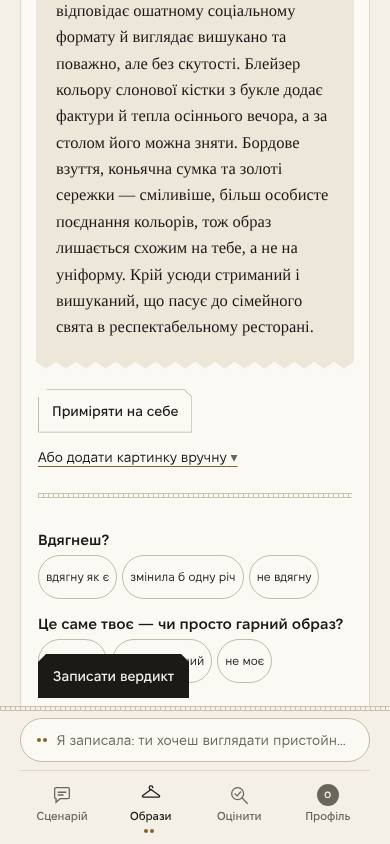 відповідає ошатному соціальному
формату й виглядає вишукано та
поважно, але без скутості. Блейзер
кольору слонової кістки з букле додає
фактури й тепла осіннього вечора, а за
столом його можна зняти. Бордове
взуття, коньячна сумка та золоті
сережки — сміливіше, більш особисте
поєднання кольорів, тож образ
лишається схожим на тебе, а не на
уніформу. Крій усюди стриманий і
вишуканий, що пасує до сімейного
свята в респектабельному ресторані.
Приміряти на себе
Або додати картинку вручну ▾
Вдягнеш?
вдягну як є змінила б одну річ не вдягну
Це саме твоє — чи просто гарний образ?
ий не моє
Записати вердикт
Я записала: ти хочеш виглядати пристойн...
Сценарій Образи Оцінити О Профіль